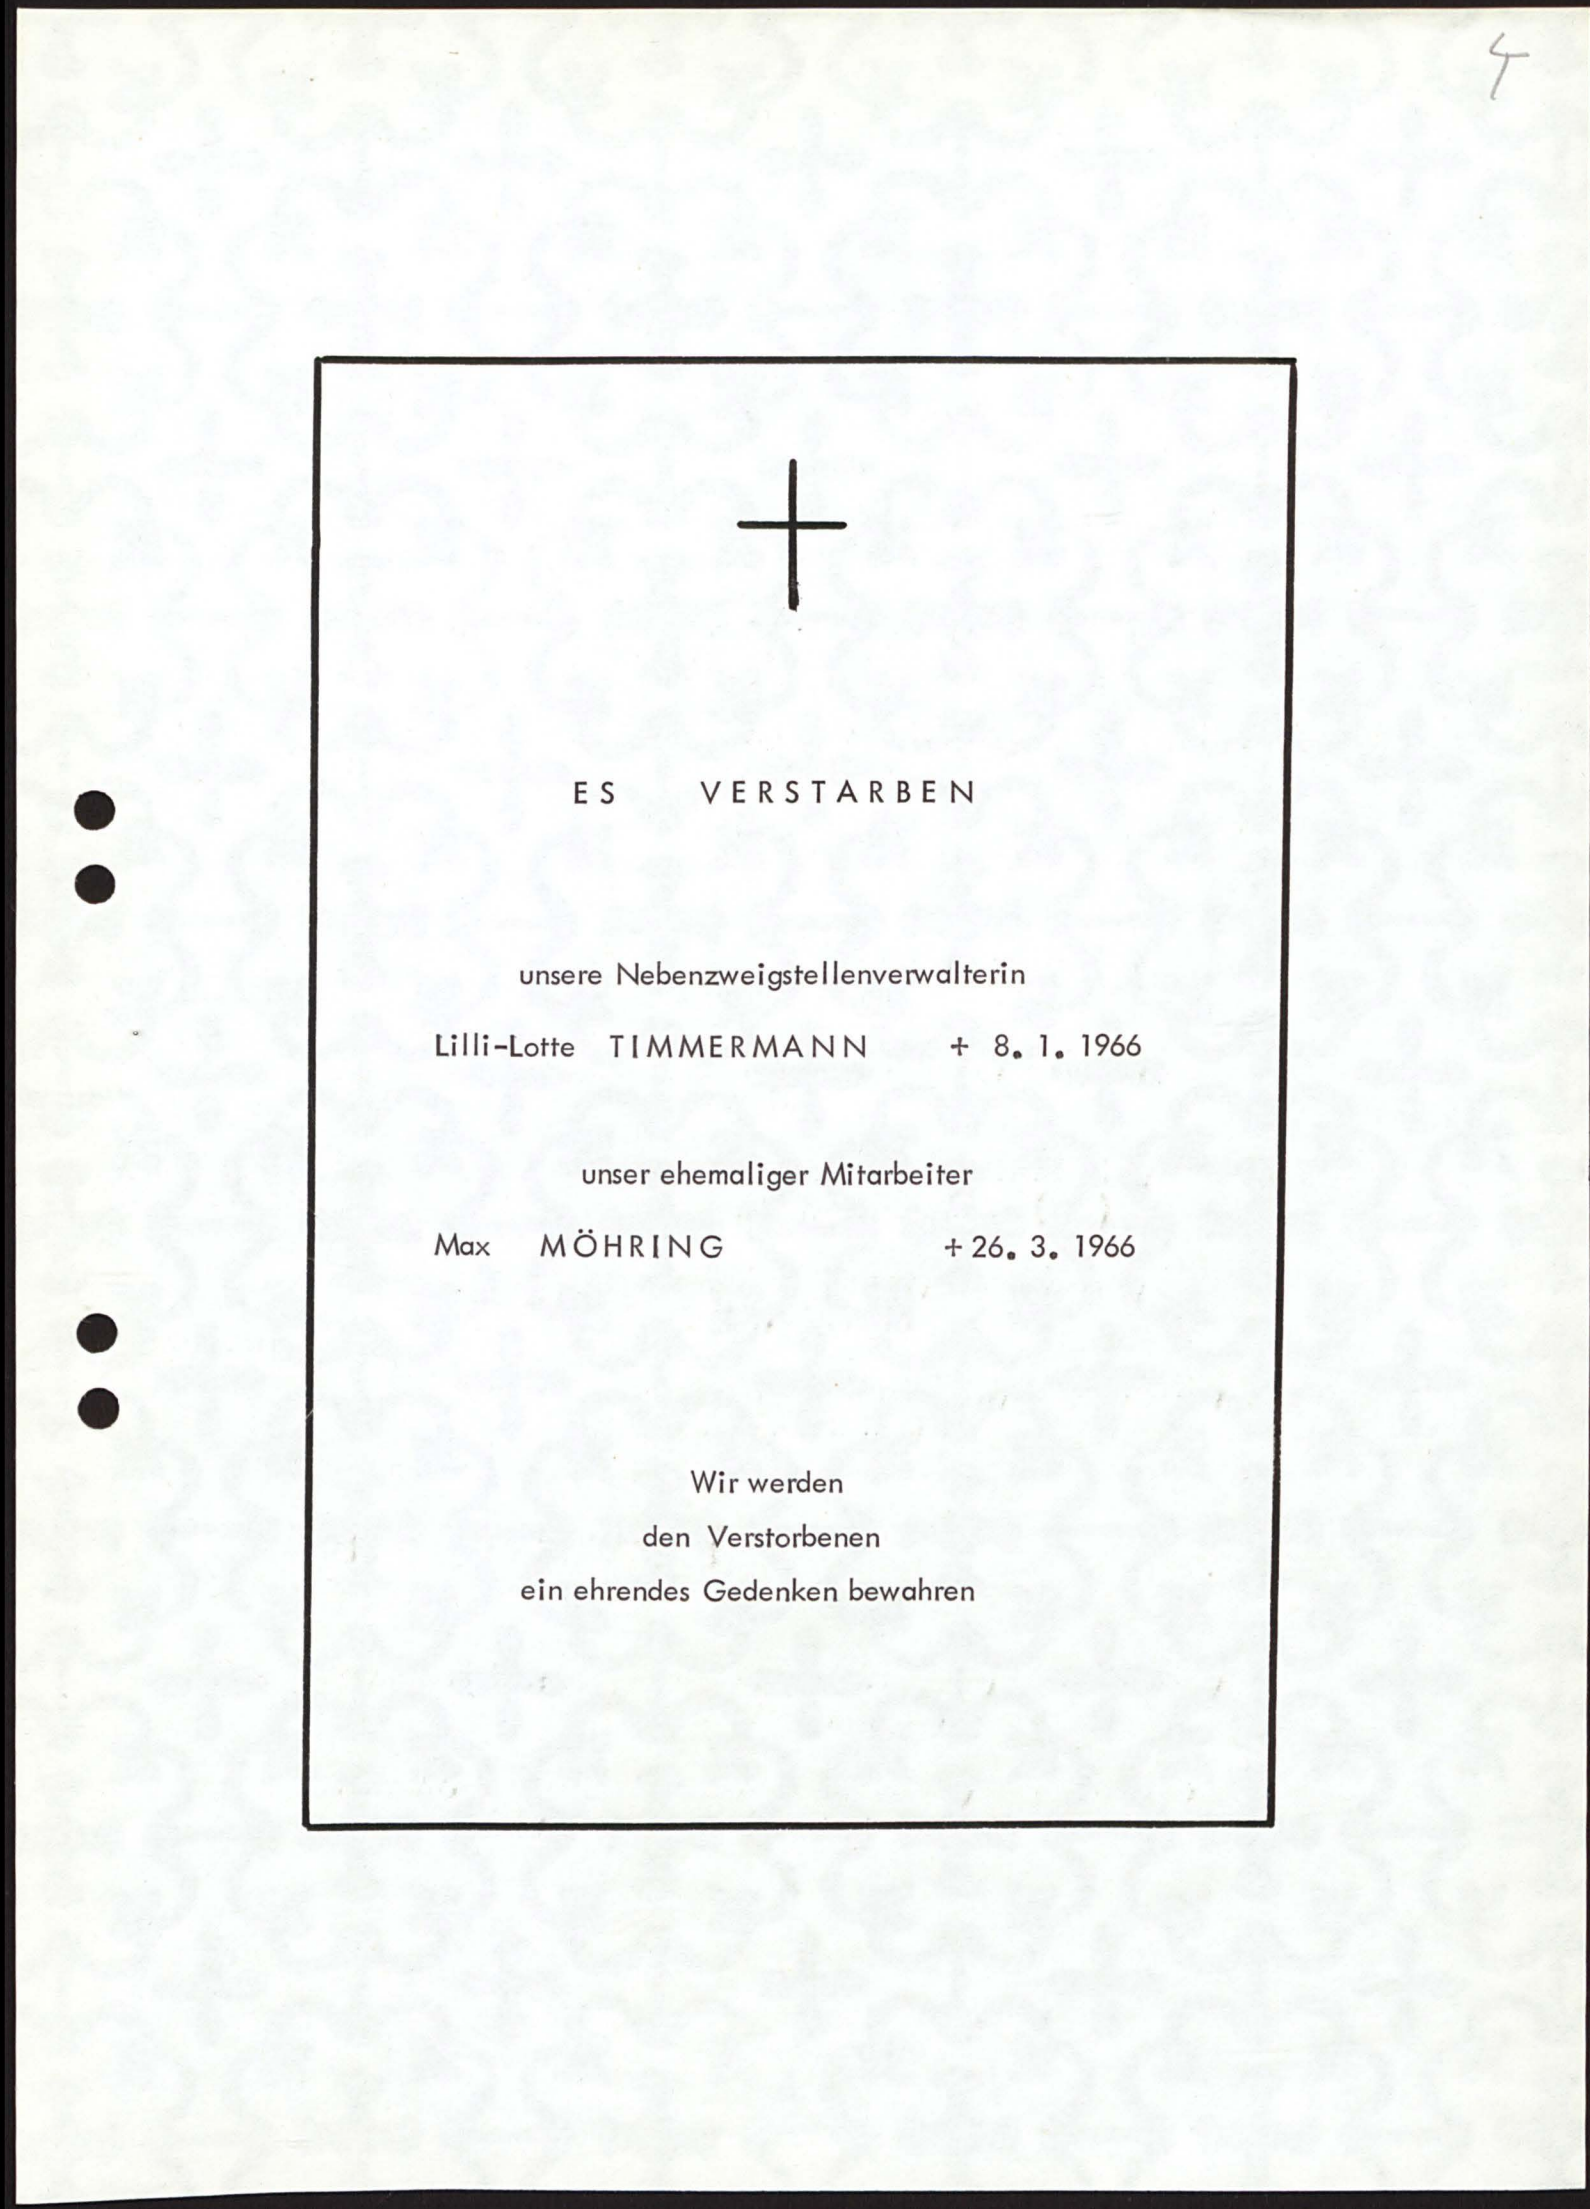 4
ES VERSTARBEN
unsere Nebenzweigstellenverwalterin
Lilli-Lotte TIMMERMANN + 8. 1. 1966
unser ehemaliger Mitarbeiter
Max MÖHRING + 26. 3. 1966
Wir werden
den Verstorbenen
ein ehrendes Gedenken bewahren